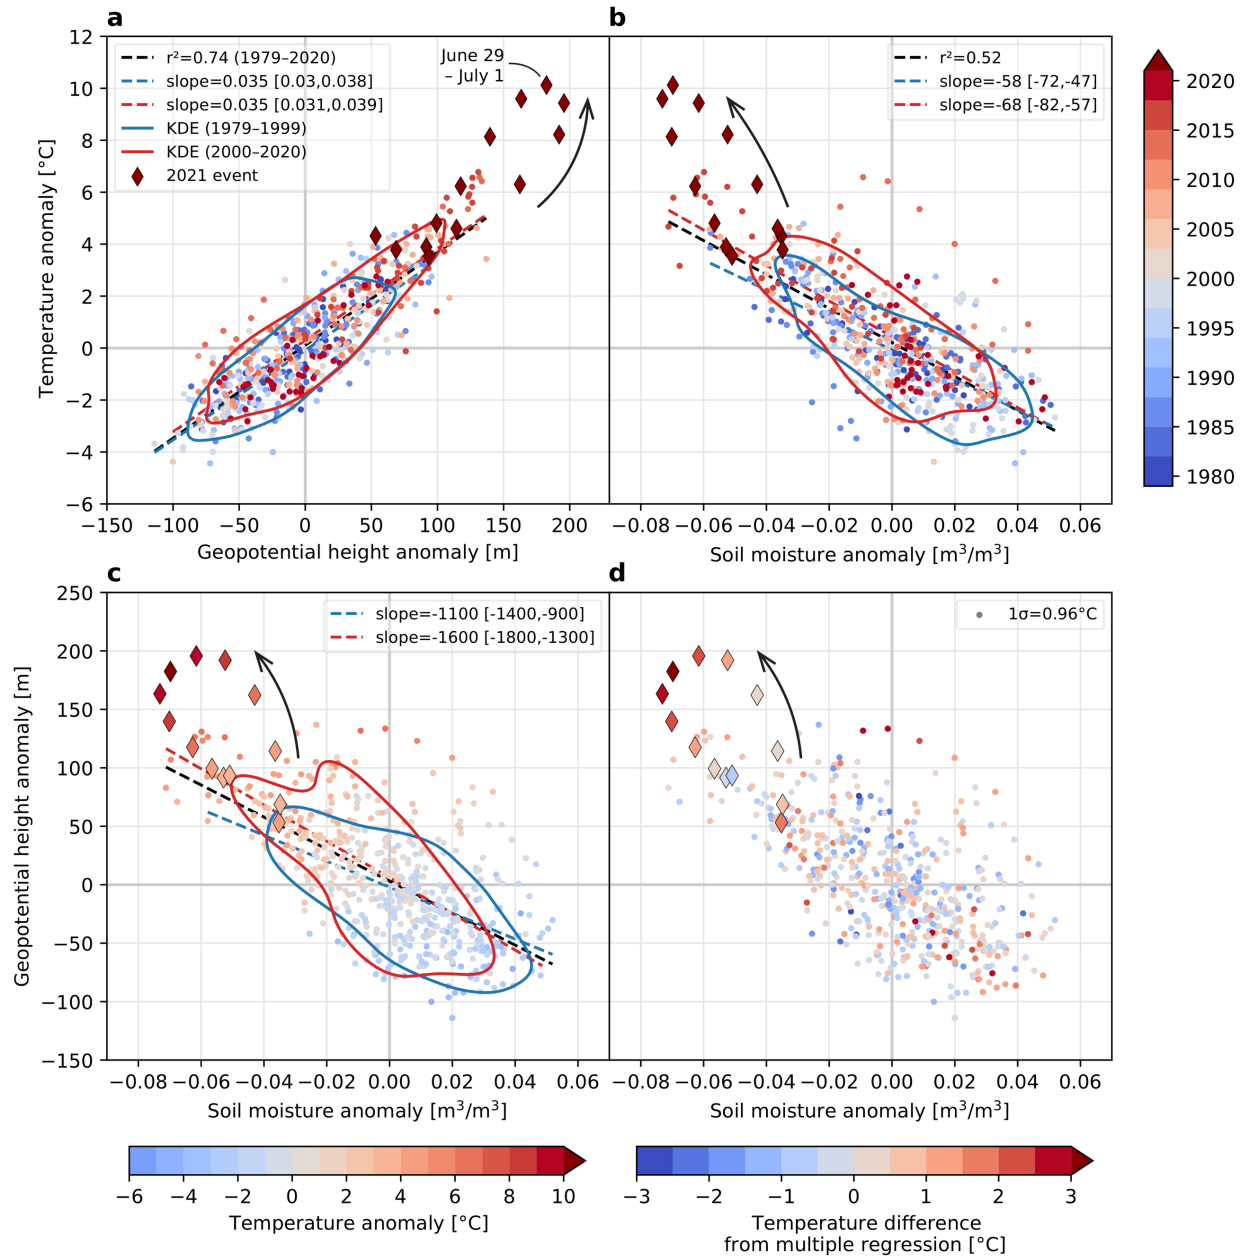 a
b
12
10
8
6
4
2
0
−2
−4
−6
Temperature anomaly [°C]
r²=0.74 (1979–2020)
slope=0.035 [0.03,0.038]
slope=0.035 [0.031,0.039]
KDE (1979–1999)
KDE (2000–2020)
2021 event
June 29
– July 1
r²=0.52
slope=-58 [-72,-47]
slope=-68 [-82,-57]
2020
2015
2010
2005
2000
1995
1990
1985
1980
−150 −100 −50 0 50 100 150 200
Geopotential height anomaly [m]
−0.08 −0.06 −0.04 −0.02 0.00 0.02 0.04 0.06
Soil moisture anomaly [m³/m³]
c
d
250
200
150
100
50
0
−50
−100
−150
Geopotential height anomaly [m]
slope=-1100 [-1400,-900]
slope=-1600 [-1800,-1300]
1σ=0.96°C
−0.08 −0.06 −0.04 −0.02 0.00 0.02 0.04 0.06
Soil moisture anomaly [m³/m³]
−0.08 −0.06 −0.04 −0.02 0.00 0.02 0.04 0.06
Soil moisture anomaly [m³/m³]
−6 −4 −2 0 2 4 6 8 10
Temperature anomaly [°C]
−3 −2 −1 0 1 2 3
Temperature difference
from multiple regression [°C]